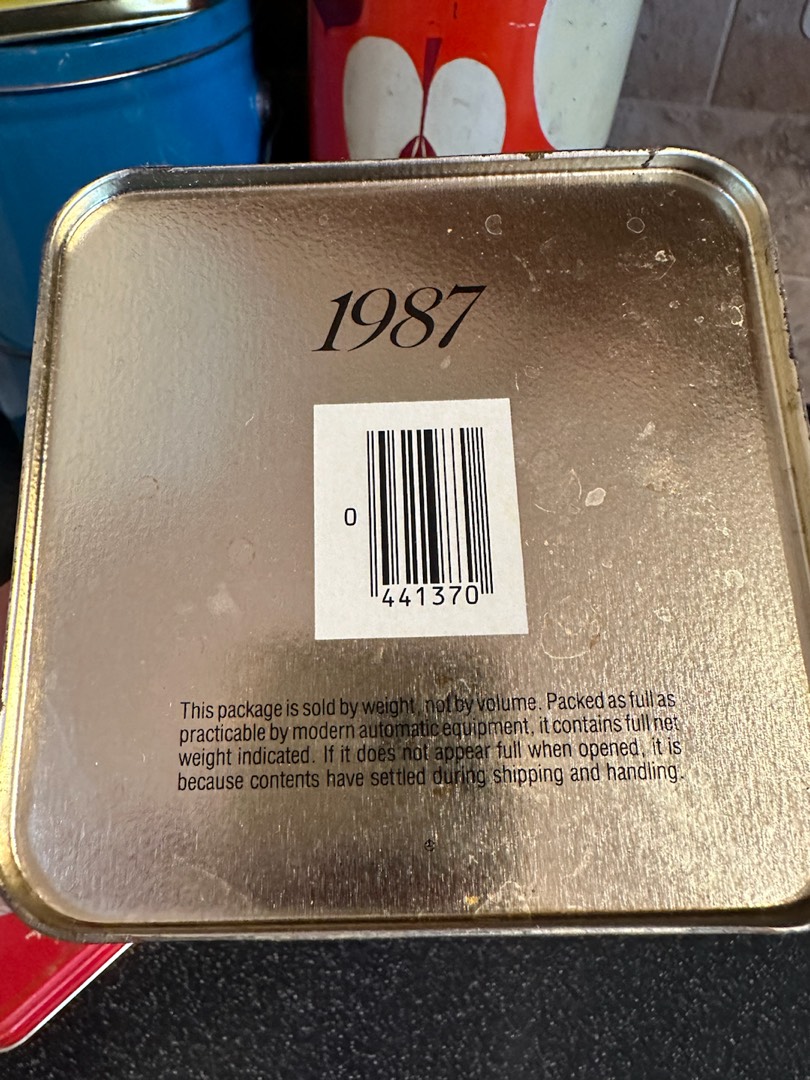 1987
0
441370
This package is sold by weight, not by volume. Packed as full as
practicable by modern automatic equipment, it contains full net
weight indicated. If it does not appear full when opened, it is
because contents have settled during shipping and handling.